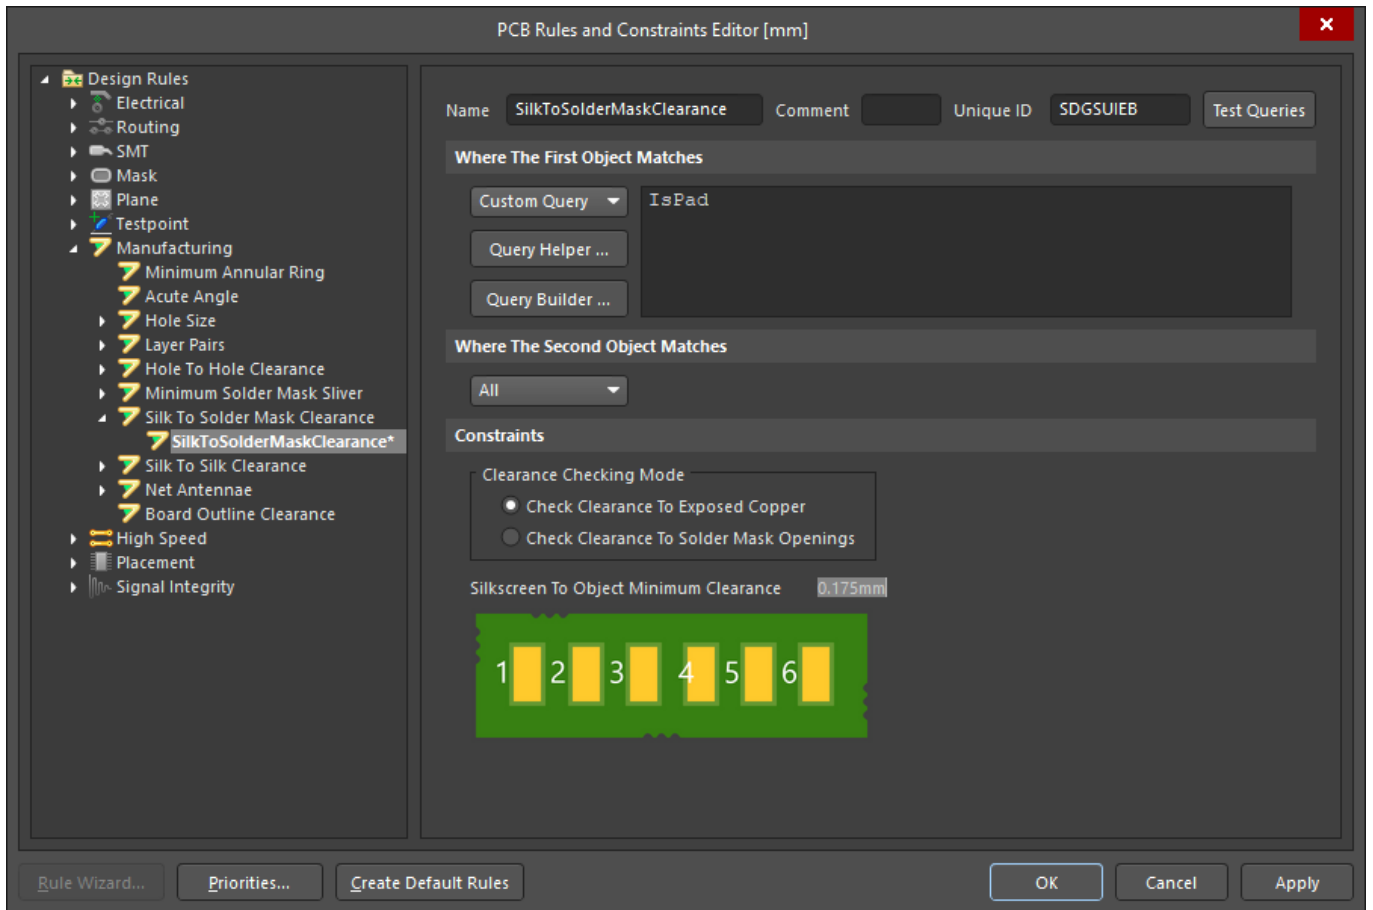 PCB Rules and Constraints Editor [mm]
Design Rules
Electrical
Routing
SMT
Mask
Plane
Testpoint
Manufacturing
Minimum Annular Ring
Acute Angle
Hole Size
Layer Pairs
Hole To Hole Clearance
Minimum Solder Mask Sliver
Silk To Solder Mask Clearance
SilkToSolderMaskClearance*
Silk To Silk Clearance
Net Antennae
Board Outline Clearance
High Speed
Placement
Signal Integrity
Name SilkToSolderMaskClearance Comment Unique ID SDGSUIEB Test Queries
Where The First Object Matches
Custom Query IsPad
Query Helper ...
Query Builder ...
Where The Second Object Matches
All
Constraints
Clearance Checking Mode
Check Clearance To Exposed Copper
Check Clearance To Solder Mask Openings
Silkscreen To Object Minimum Clearance 0.175mm
1 2 3 4 5 6
Rule Wizard... Priorities... Create Default Rules OK Cancel Apply